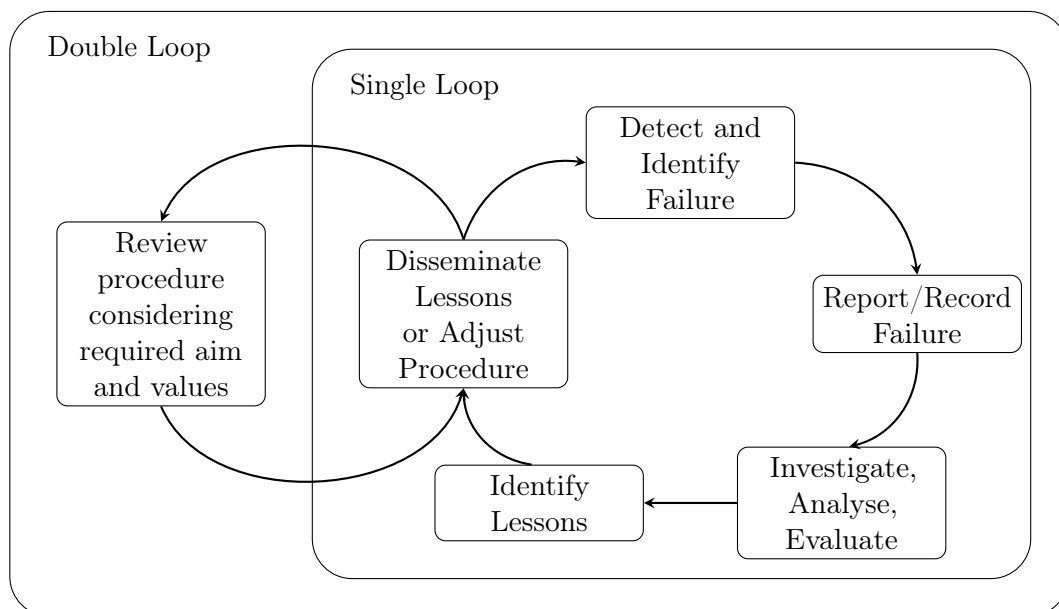 Double Loop
Single Loop
Detect and
Identify
Failure
Report/Record
Failure
Investigate,
Analyse,
Evaluate
Identify
Lessons
Disseminate
Lessons
or Adjust
Procedure
Review
procedure
considering
required aim
and values